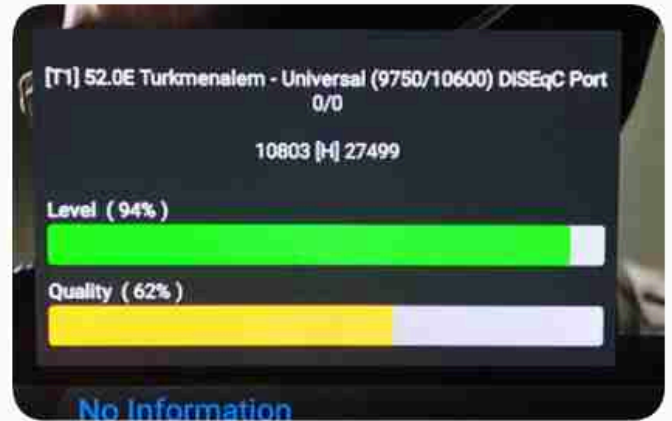 [T1] 52.0E Turkmenalem - Universal (9750/10600) DiSEqC Port
0/0
10803 [H] 27499
Level ( 94% )
Quality ( 62% )
No Information